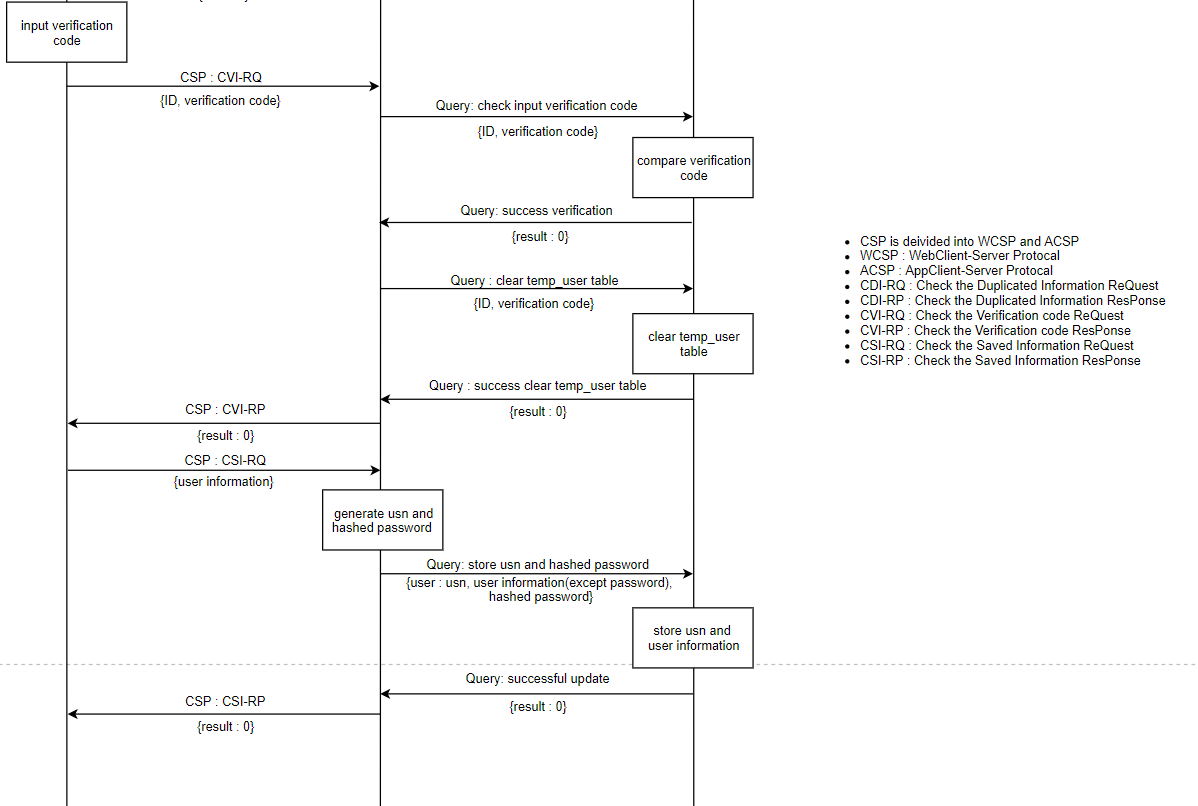 input verification
code
CSP : CVI-RQ
{ID, verification code}
Query: check input verification code
{ID, verification code}
compare verification
code
Query: success verification
{result : 0}
Query : clear temp_user table
{ID, verification code}
clear temp_user
table
Query : success clear temp_user table
{result : 0}
CSP : CVI-RP
{result : 0}
CSP : CSI-RQ
{user information}
generate usn and
hashed password
Query: store usn and hashed password
{user : usn, user information(except password),
hashed password}
store usn and
user information
Query: successful update
{result : 0}
CSP : CSI-RP
{result : 0}
• CSP is deivided into WCSP and ACSP
• WCSP : WebClient-Server Protocal
• ACSP : AppClient-Server Protocal
• CDI-RQ : Check the Duplicated Information ReQuest
• CDI-RP : Check the Duplicated Information ResPonse
• CVI-RQ : Check the Verification code ReQuest
• CVI-RP : Check the Verification code ResPonse
• CSI-RQ : Check the Saved Information ReQuest
• CSI-RP : Check the Saved Information ResPonse